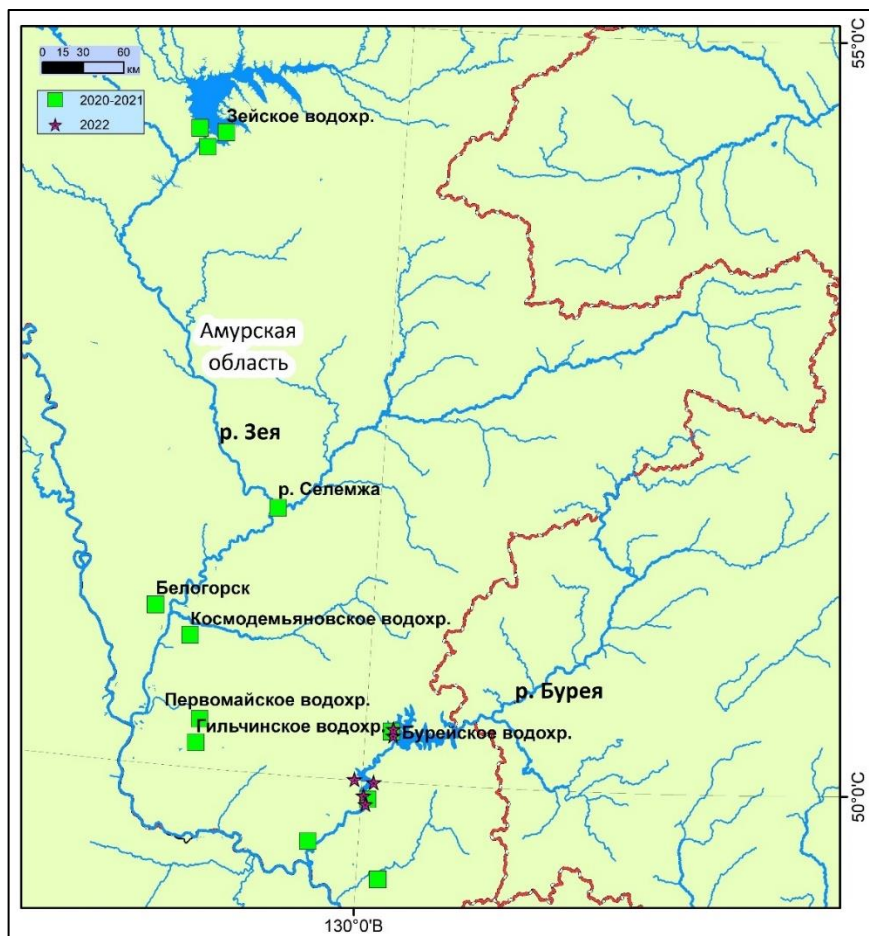 0 15 30 60
км
2020-2021
2022
55°0'С
Зейское водохр.
Амурская
область
р. Зея
р. Селемжа
Белогорск
Космодемьяновское водохр.
р. Бурея
Первомайское водохр.
Гильчинское водохр.
Бурейское водохр.
50°0'С
130°0'В